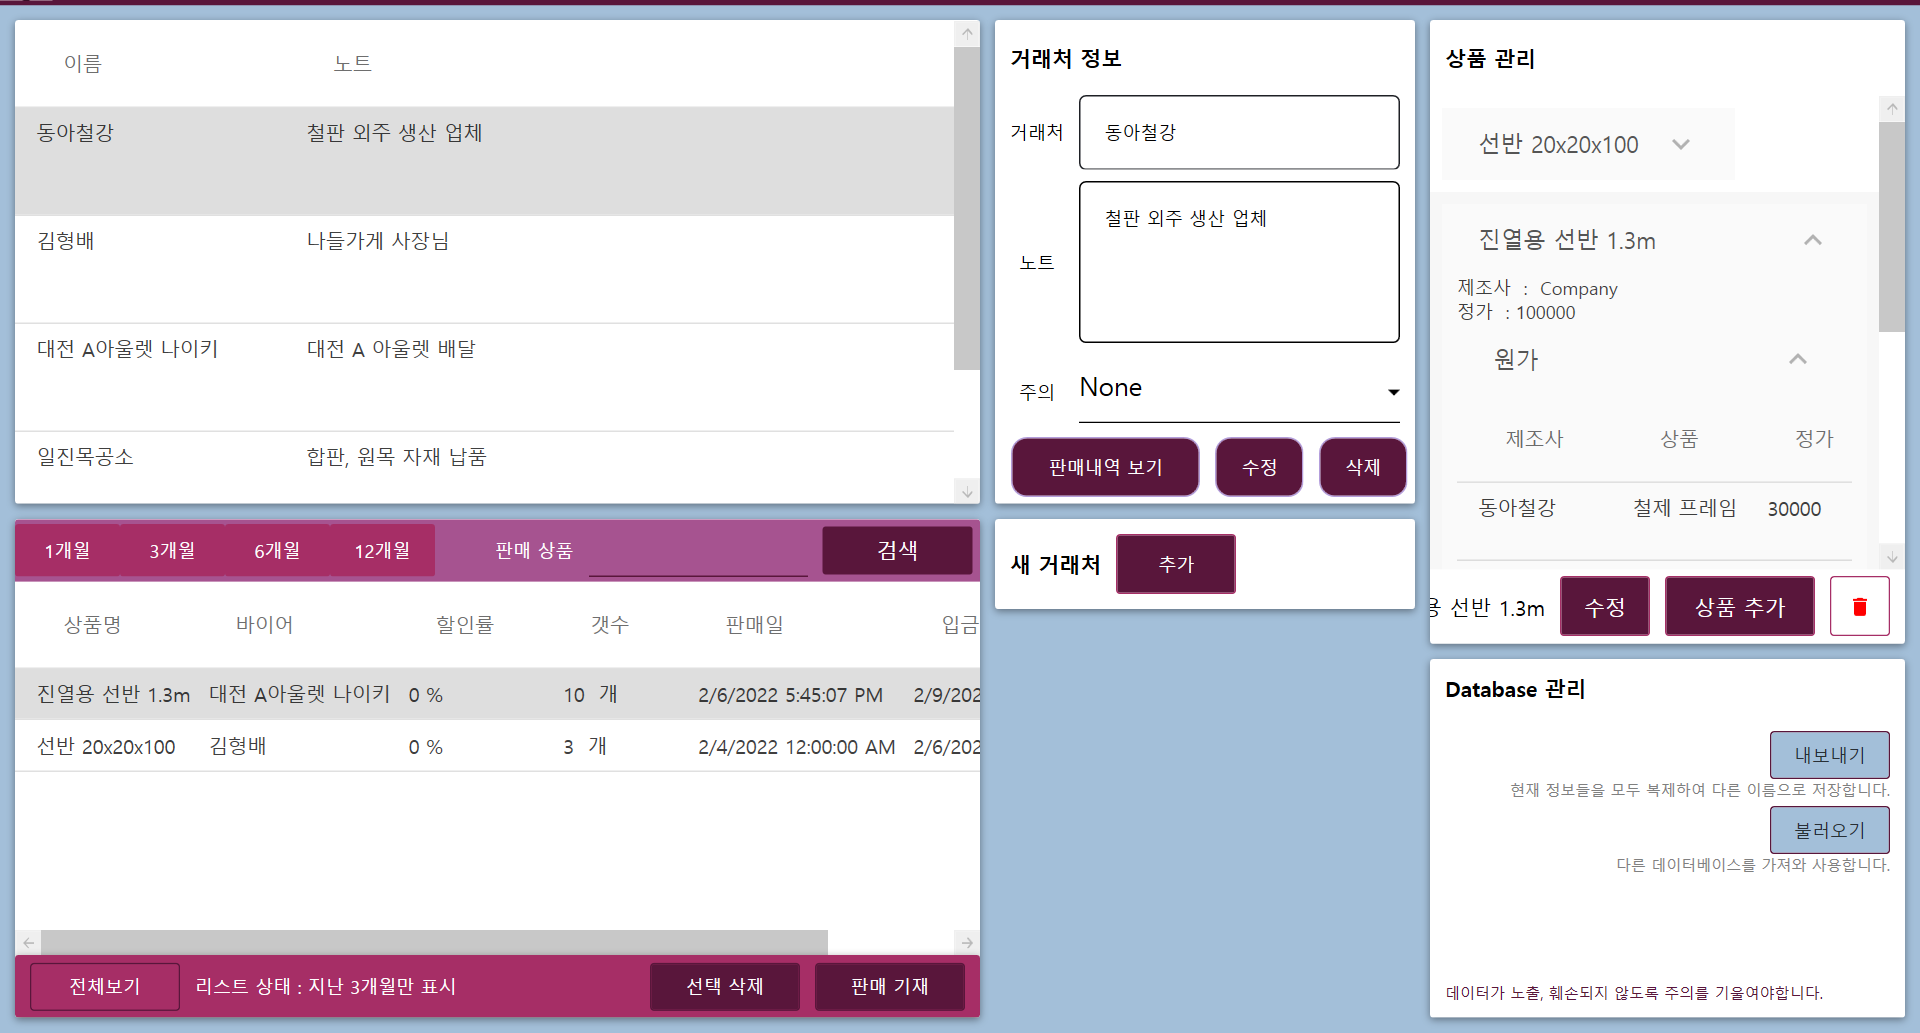 이름 노트
동아철강 철판 외주 생산 업체
김형배 나들가게 사장님
대전 A아울렛 나이키 대전 A 아울렛 배달
일진목공소 합판, 원목 자재 납품
1개월 3개월 6개월 12개월 판매 상품 검색
상품명 바이어 할인률 갯수 판매일 입금
진열용 선반 1.3m 대전 A아울렛 나이키 0 % 10 개 2/6/2022 5:45:07 PM 2/9/202
선반 20x20x100 김형배 0 % 3 개 2/4/2022 12:00:00 AM 2/6/202
전체보기 리스트 상태 : 지난 3개월만 표시 선택 삭제 판매 기재
거래처 정보
거래처 동아철강
노트 철판 외주 생산 업체
주의 None
판매내역 보기 수정 삭제
새 거래처 추가
상품 관리
선반 20x20x100
진열용 선반 1.3m
제조사 : Company
정가 : 100000
원가
제조사 상품 정가
동아철강 철제 프레임 30000
용 선반 1.3m 수정 상품 추가
Database 관리
내보내기
현재 정보들을 모두 복제하여 다른 이름으로 저장합니다.
불러오기
다른 데이터베이스를 가져와 사용합니다.
데이터가 노출, 훼손되지 않도록 주의를 기울여야합니다.